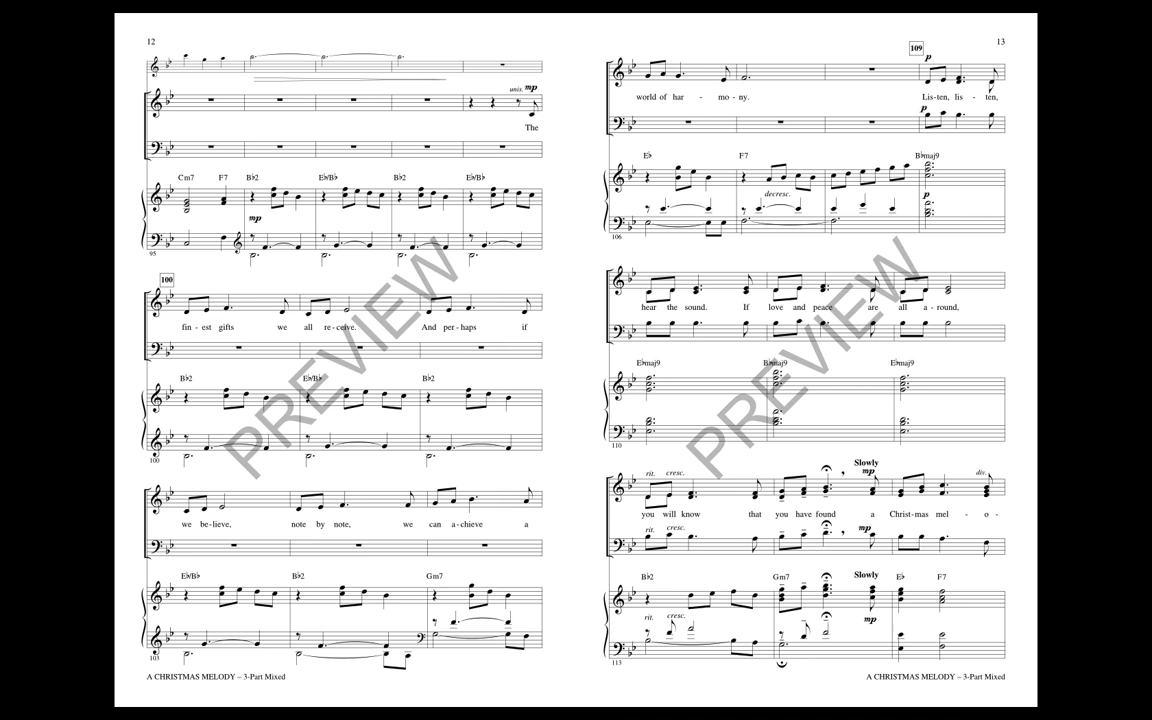 12
unis. mp
The
Cm7 F7 B♭2 E♭/B♭ B♭2 E♭/B♭
mp
95
100
fin - est gifts we all re - ceive. And per - haps if
B♭2 E♭/B♭ B♭2
100
we be - lieve, note by note, we can a - chieve a
E♭/B♭ B♭2 Gm7
103
A CHRISTMAS MELODY – 3-Part Mixed
13
109
p
world of har - mo - ny. Lis - ten, lis - ten,
p
E♭ F7 B♭maj9
decresc. p
106
hear the sound. If love and peace are all a - round,
E♭maj9 B♭maj9 E♭maj9
110
Slowly
rit. cresc. mp div.
you will know that you have found a Christ - mas mel - o -
rit. cresc. mp
B♭2 Gm7 Slowly E♭ F7
rit. cresc. mp
113
A CHRISTMAS MELODY – 3-Part Mixed
PREVIEW
PREVIEW